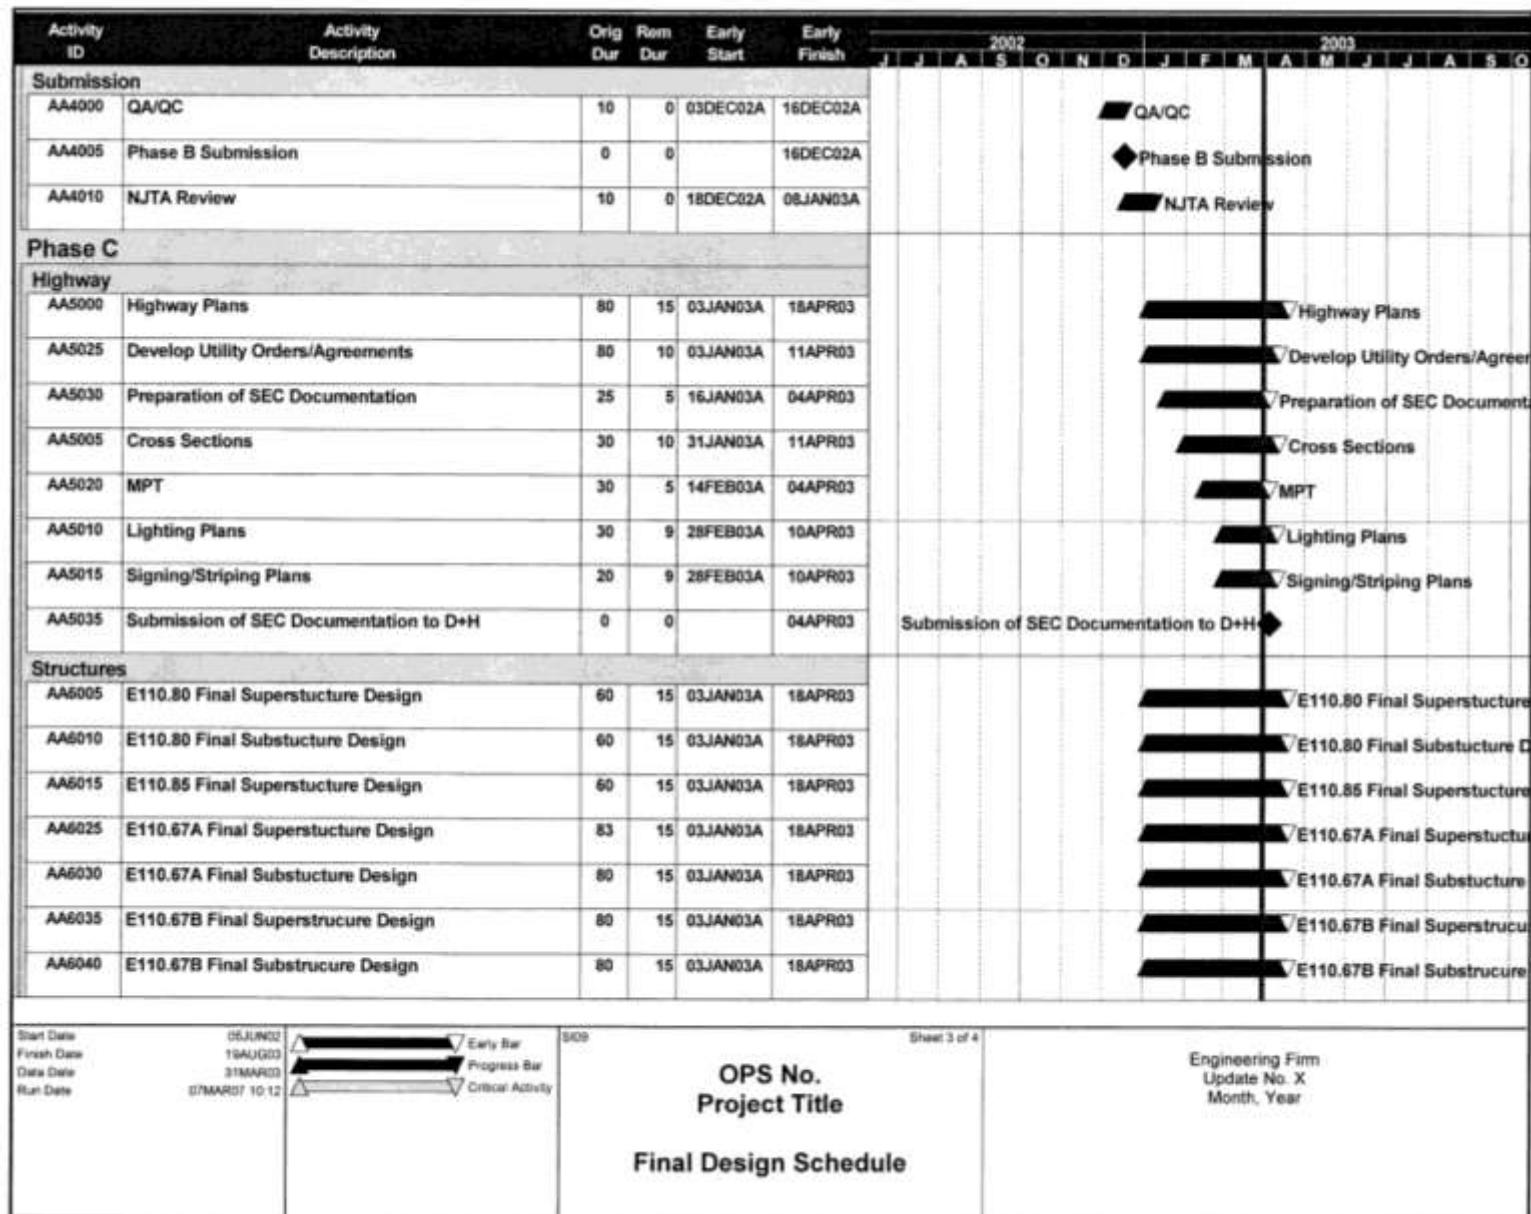 Activity ID Activity Description Orig Dur Rem Dur Early Start Early Finish
2002 2003
J J A S O N D J F M A M J J A S O
Submission
AA4000 QA/QC 10 0 03DEC02A 16DEC02A QA/QC
AA4005 Phase B Submission 0 0 16DEC02A Phase B Submission
AA4010 NJTA Review 10 0 18DEC02A 08JAN03A NJTA Review
Phase C
Highway
AA5000 Highway Plans 80 15 03JAN03A 18APR03 Highway Plans
AA5025 Develop Utility Orders/Agreements 80 10 03JAN03A 11APR03 Develop Utility Orders/Agreer
AA5030 Preparation of SEC Documentation 25 5 16JAN03A 04APR03 Preparation of SEC Documenta
AA5005 Cross Sections 30 10 31JAN03A 11APR03 Cross Sections
AA5020 MPT 30 5 14FEB03A 04APR03 MPT
AA5010 Lighting Plans 30 9 28FEB03A 10APR03 Lighting Plans
AA5015 Signing/Striping Plans 20 9 28FEB03A 10APR03 Signing/Striping Plans
AA5035 Submission of SEC Documentation to D+H 0 0 04APR03 Submission of SEC Documentation to D+H
Structures
AA6005 E110.80 Final Superstucture Design 60 15 03JAN03A 18APR03 E110.80 Final Superstucture
AA6010 E110.80 Final Substucture Design 60 15 03JAN03A 18APR03 E110.80 Final Substucture D
AA6015 E110.85 Final Superstucture Design 60 15 03JAN03A 18APR03 E110.85 Final Superstucture
AA6025 E110.67A Final Superstucture Design 83 15 03JAN03A 18APR03 E110.67A Final Superstuctu
AA6030 E110.67A Final Substucture Design 80 15 03JAN03A 18APR03 E110.67A Final Substucture
AA6035 E110.67B Final Superstrucure Design 80 15 03JAN03A 18APR03 E110.67B Final Superstrucu
AA6040 E110.67B Final Substrucure Design 80 15 03JAN03A 18APR03 E110.67B Final Substrucure
Start Date 05JUN02
Finish Date 19AUG03
Data Date 31MAR03
Run Date 07MAR07 10:12
Early Bar
Progress Bar
Critical Activity
SI09
Sheet 3 of 4
OPS No.
Project Title
Final Design Schedule
Engineering Firm
Update No. X
Month, Year